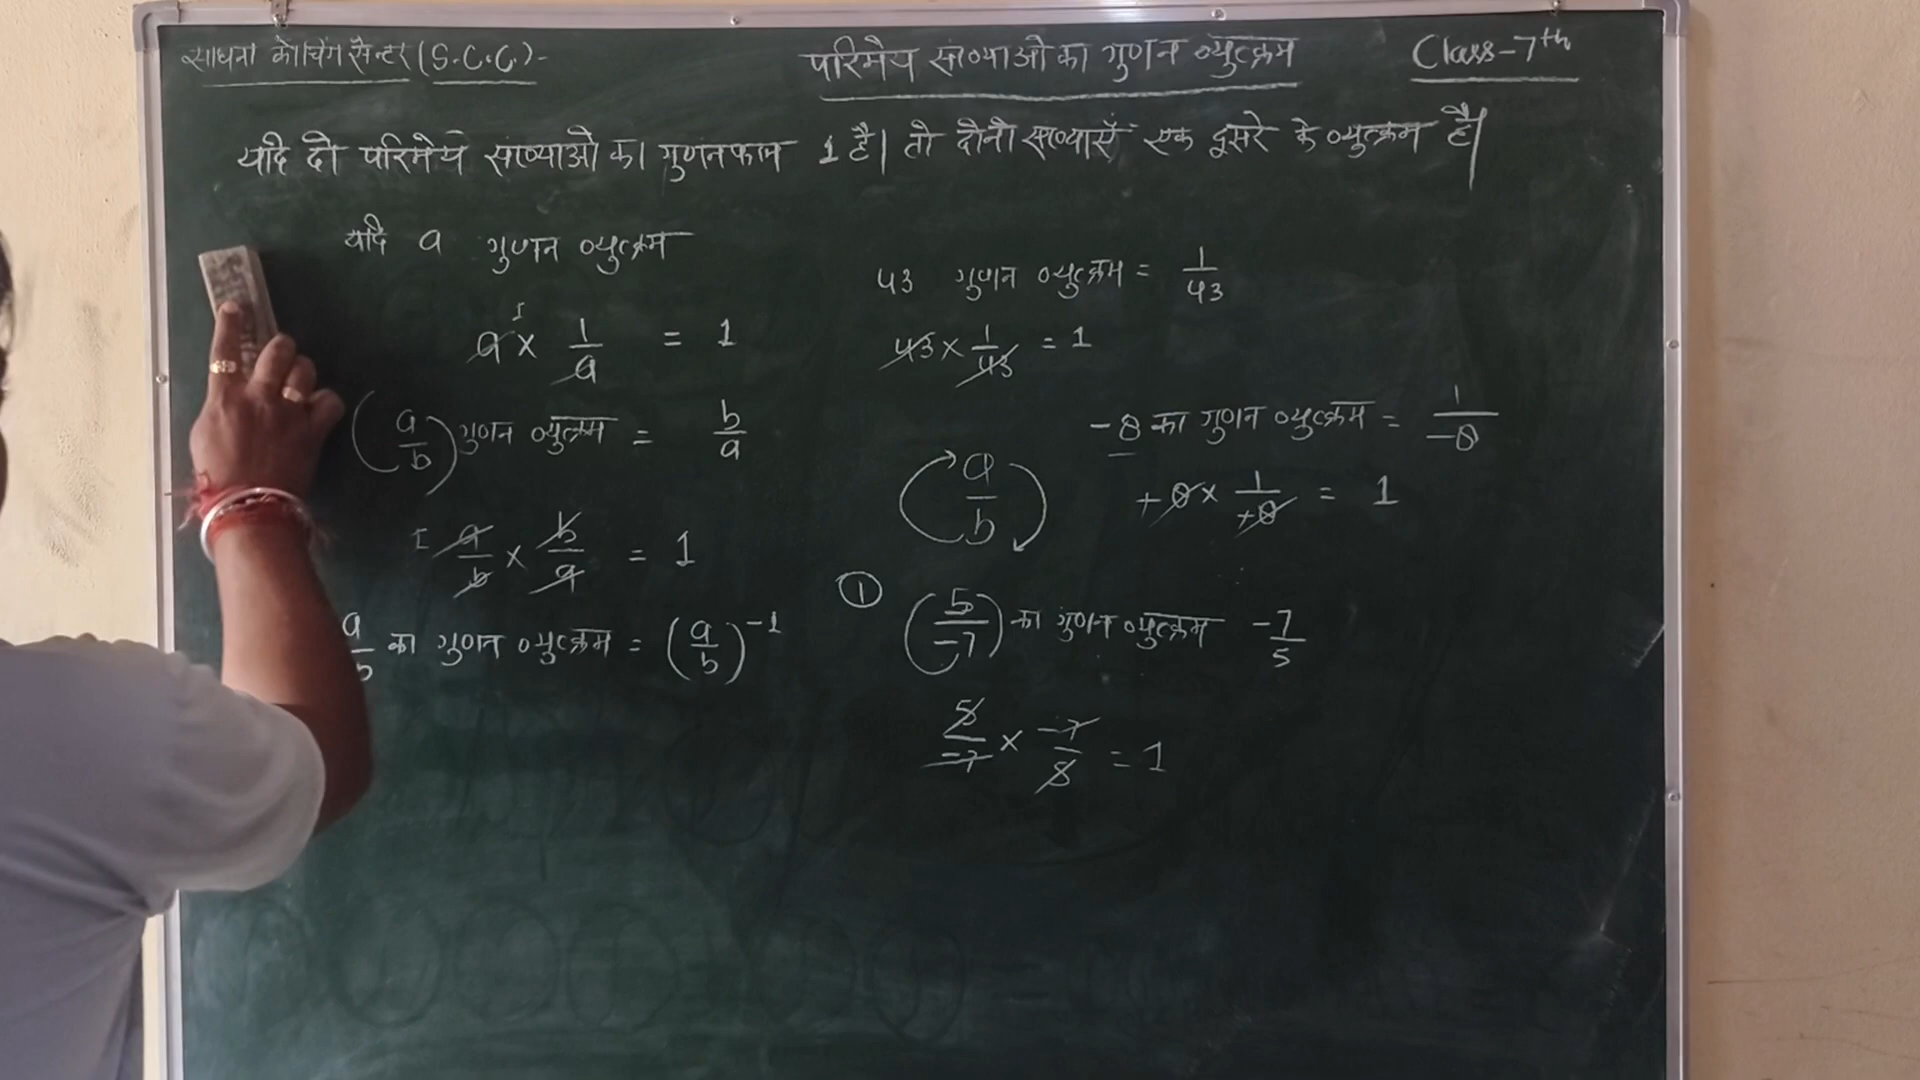 साधना कोचिंग सेन्टर (S.C.C.)-
परिमेय संख्याओं का गुणन व्युत्क्रम
Class-7th
यदि दो परिमेय संख्याओं का गुणनफल 1 है। तो दोनों संख्याएँ एक दूसरे के व्युत्क्रम है।
यदि a गुणन व्युत्क्रम
a × 1/a = 1
(a/b) गुणन व्युत्क्रम = b/a
a/b × b/a = 1
a/b का गुणन व्युत्क्रम = (a/b)^-1
43 गुणन व्युत्क्रम = 1/43
43 × 1/43 = 1
-8 का गुणन व्युत्क्रम = 1/-8
a/b
+8 × 1/+8 = 1
① (5/-7) का गुणन व्युत्क्रम -7/5
5/-7 × -7/5 = 1